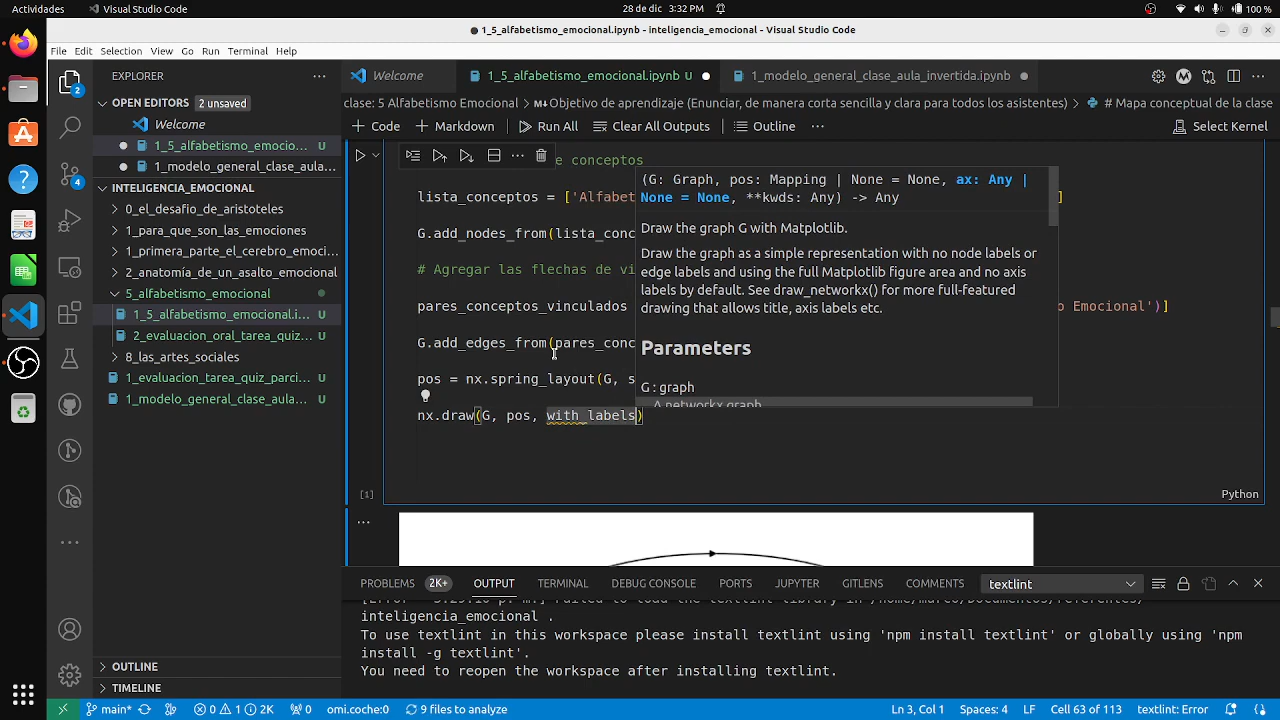 Actividades
Visual Studio Code
28 de dic 3:32 PM
100 %
1_5_alfabetismo_emocional.ipynb - inteligencia_emocional - Visual Studio Code
File Edit Selection View Go Run Terminal Help
EXPLORER
Welcome
1_5_alfabetismo_emocional.ipynb U
1_modelo_general_clase_aula_invertida.ipynb
OPEN EDITORS 2 unsaved
Welcome
1_5_alfabetismo_emocio...
1_modelo_general_clase_aula...
INTELIGENCIA_EMOCIONAL
0_el_desafio_de_aristoteles
1_para_que_son_las_emociones
1_primera_parte_el_cerebro_emoci...
2_anatomía_de_un_asalto_emocional
5_alfabetismo_emocional
1_5_alfabetismo_emocional.i... U
2_evaluacion_oral_tarea_quiz... U
8_las_artes_sociales
1_evaluacion_tarea_quiz_parci... U
1_modelo_general_clase_aula... U
OUTLINE
TIMELINE
2
4
clase: 5 Alfabetismo Emocional > Objetivo de aprendizaje (Enunciar, de manera corta sencilla y clara para todos los asistentes) > # Mapa conceptual de la clase
+ Code + Markdown Run All Clear All Outputs Outline ... Select Kernel
e conceptos
lista_conceptos = ['Alfabet
]
G.add_nodes_from(lista_conc
# Agregar las flechas de vi
pares_conceptos_vinculados
o Emocional')]
G.add_edges_from(pares_conc
pos = nx.spring_layout(G, s
nx.draw(G, pos, with_labels)
(G: Graph, pos: Mapping | None = None, ax: Any |
None = None, **kwds: Any) -> Any
Draw the graph G with Matplotlib.
Draw the graph as a simple representation with no node labels or
edge labels and using the full Matplotlib figure area and no axis
labels by default. See draw_networkx() for more full-featured
drawing that allows title, axis labels etc.
Parameters
G : graph
A networkx graph
[1]
Python
PROBLEMS 2K+ OUTPUT TERMINAL DEBUG CONSOLE PORTS JUPYTER GITLENS COMMENTS textlint
inteligencia_emocional .
To use textlint in this workspace please install textlint using 'npm install textlint' or globally using 'npm
install -g textlint'.
You need to reopen the workspace after installing textlint.
main* 0 1 2K 0 omi.coche:0 9 files to analyze
Ln 3, Col 1 Spaces: 4 LF Cell 63 of 113 textlint: Error